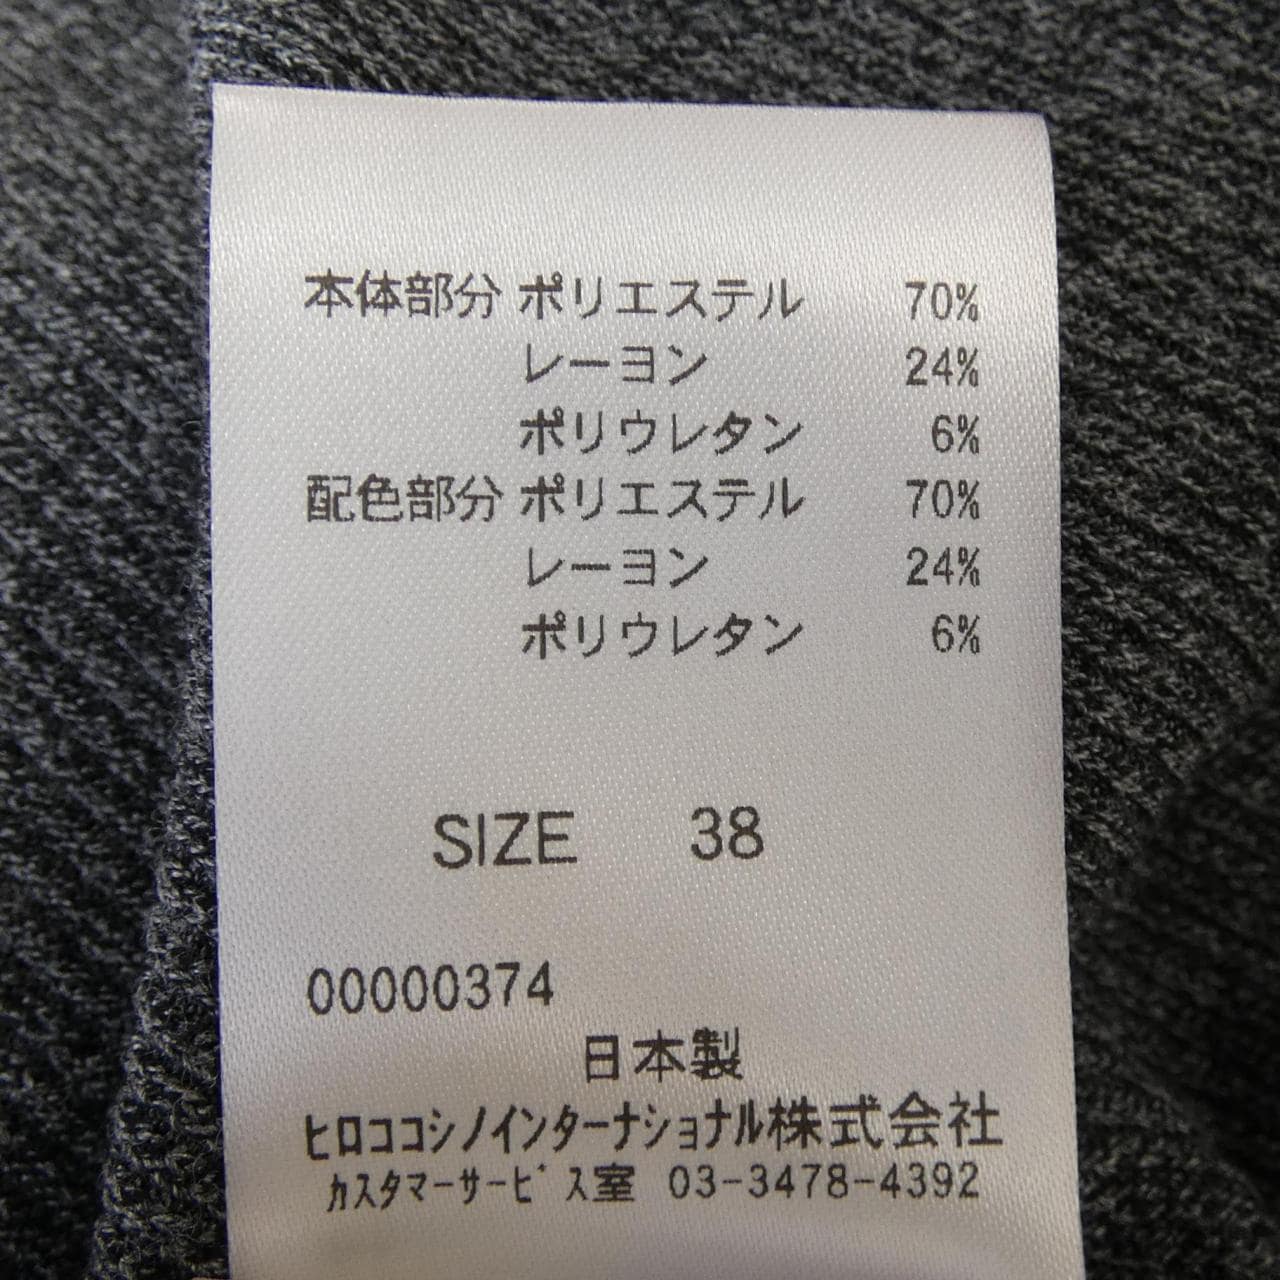 本体部分 ポリエステル 70%
レーヨン 24%
ポリウレタン 6%
配色部分 ポリエステル 70%
レーヨン 24%
ポリウレタン 6%
SIZE 38
00000374
日本製
ヒロココシノインターナショナル株式会社
カスタマーサービス室 03-3478-4392